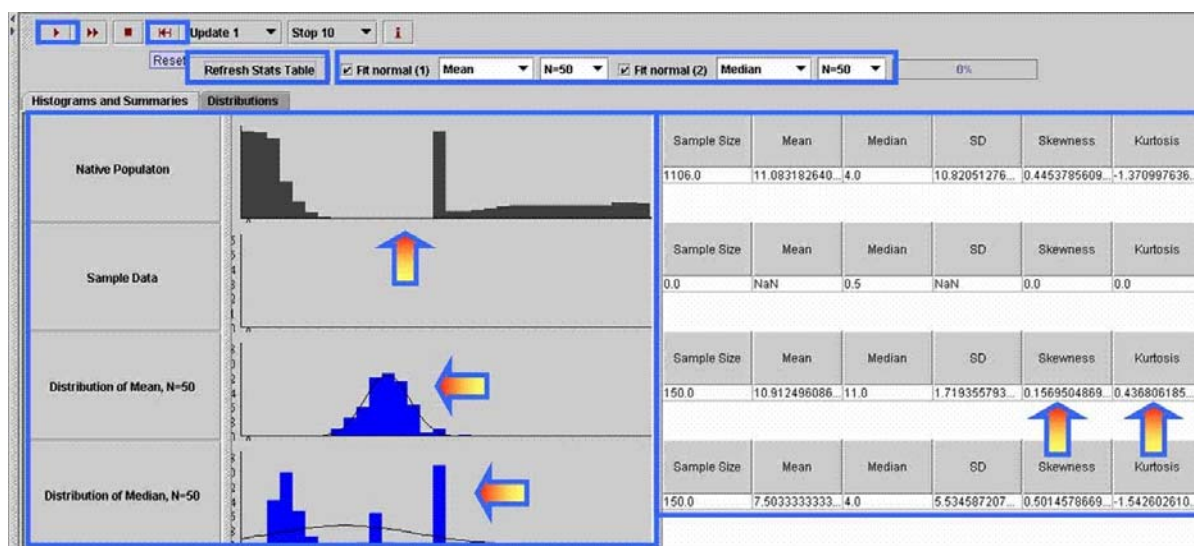 Update 1 Stop 10 i
Reset
Refresh Stats Table Fit normal (1) Mean N=50 Fit normal (2) Median N=50 0%
Histograms and Summaries Distributions
Native Populaton
Sample Size Mean Median SD Skewness Kurtosis
1106.0 11.083182640... 4.0 10.82051276... 0.4453785609... -1.370997636...
Sample Data
Sample Size Mean Median SD Skewness Kurtosis
0.0 NaN 0.5 NaN 0.0 0.0
Distribution of Mean, N=50
Sample Size Mean Median SD Skewness Kurtosis
150.0 10.912496086... 11.0 1.719355793... 0.1569504869... 0.436806185...
Distribution of Median, N=50
Sample Size Mean Median SD Skewness Kurtosis
150.0 7.5033333333... 4.0 5.534587207... 0.5014578669... -1.542602610...